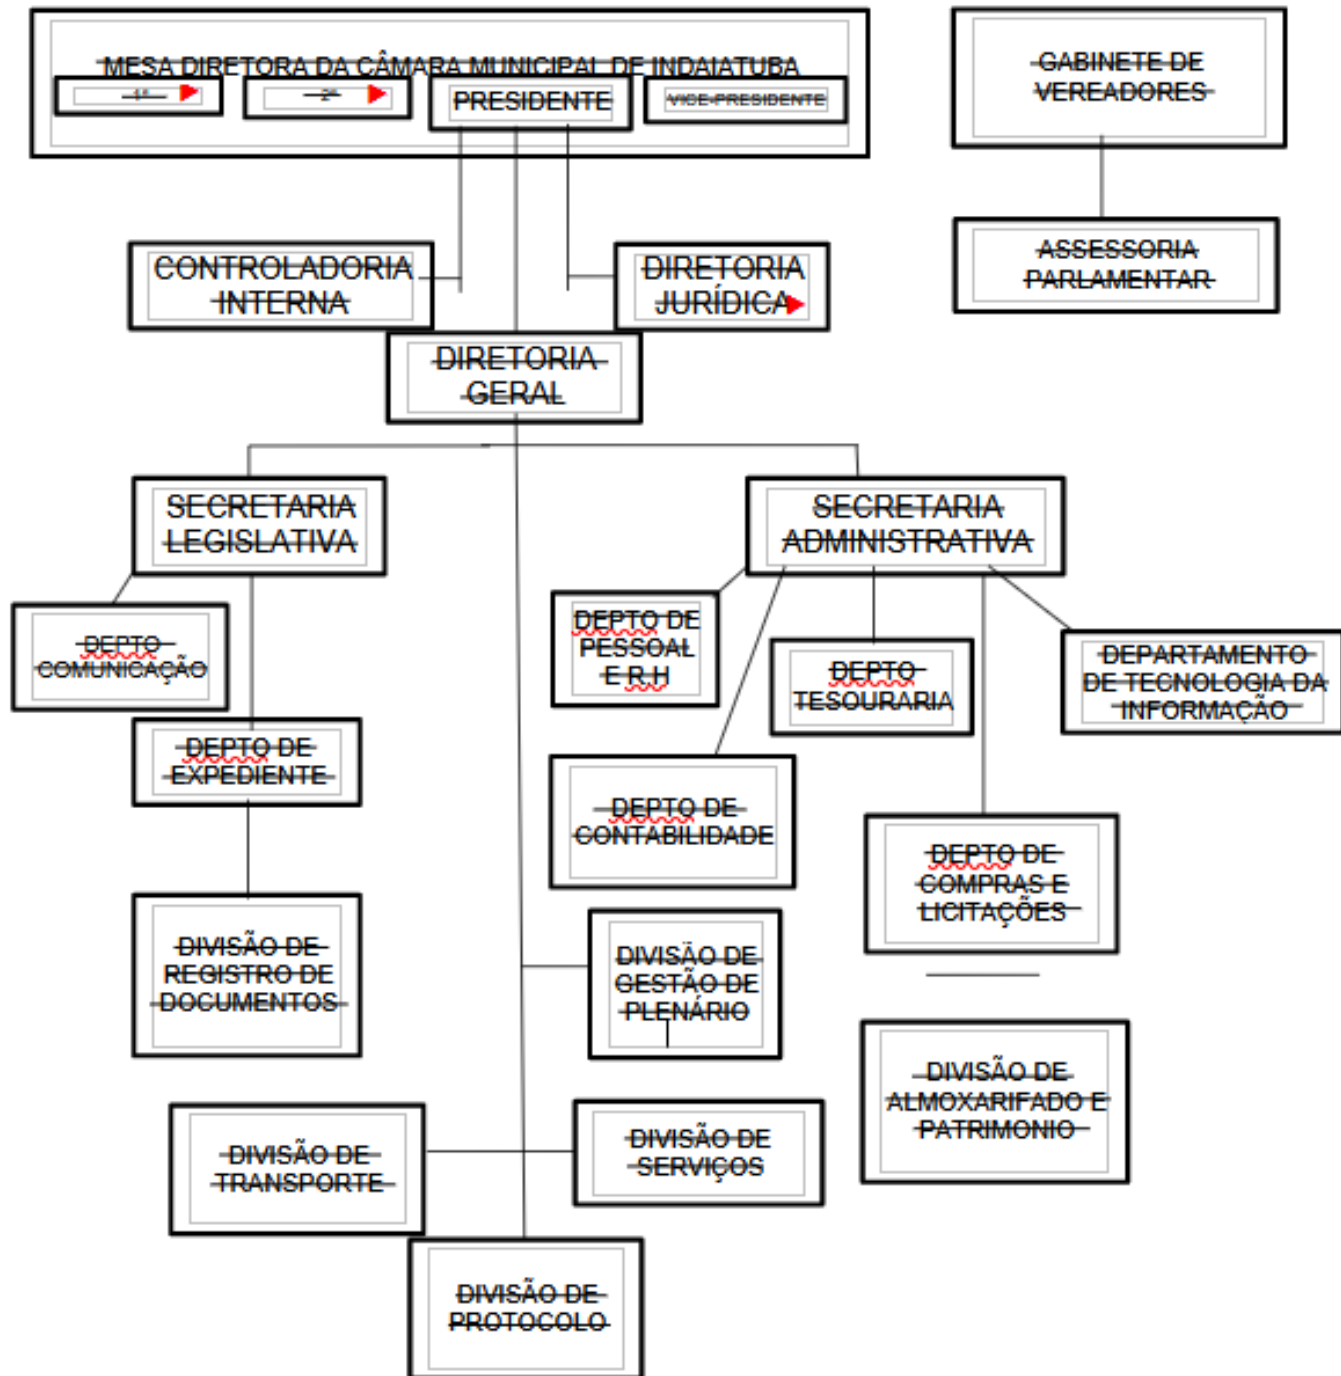 MESA DIRETORA DA CÂMARA MUNICIPAL DE INDAIATUBA
1º
2º
PRESIDENTE
VICE-PRESIDENTE
GABINETE DE
VEREADORES
ASSESSORIA
PARLAMENTAR
CONTROLADORIA
INTERNA
DIRETORIA
JURÍDICA
DIRETORIA
GERAL
SECRETARIA
LEGISLATIVA
SECRETARIA
ADMINISTRATIVA
DEPTO
COMUNICAÇÃO
DEPTO DE
PESSOAL
E R.H
DEPTO
TESOURARIA
DEPARTAMENTO
DE TECNOLOGIA DA
INFORMAÇÃO
DEPTO DE
EXPEDIENTE
DEPTO DE
CONTABILIDADE
DEPTO DE
COMPRAS E
LICITAÇÕES
DIVISÃO DE
REGISTRO DE
DOCUMENTOS
DIVISÃO DE
GESTÃO DE
PLENÁRIO
DIVISÃO DE
ALMOXARIFADO E
PATRIMONIO
DIVISÃO DE
TRANSPORTE
DIVISÃO DE
SERVIÇOS
DIVISÃO DE
PROTOCOLO